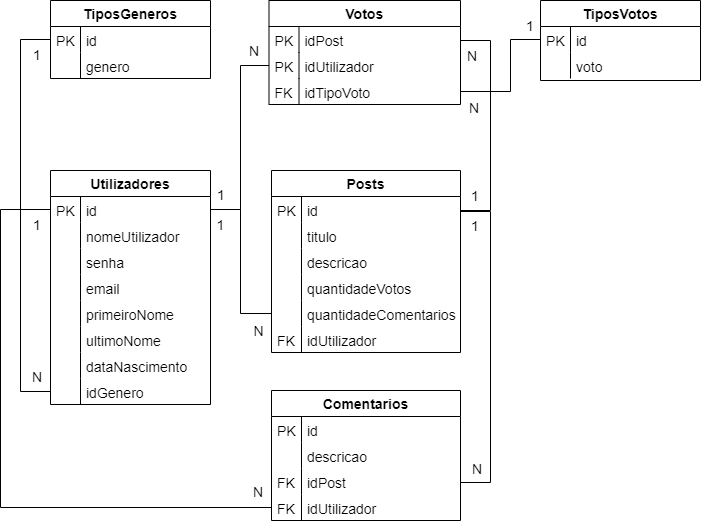 TiposGeneros
PK id
genero
1
Votos
PK idPost
PK idUtilizador
FK idTipoVoto
N
N
N
TiposVotos
PK id
voto
1
Utilizadores
PK id
nomeUtilizador
senha
email
primeiroNome
ultimoNome
dataNascimento
idGenero
1
N
1
1
Posts
PK id
titulo
descricao
quantidadeVotos
quantidadeComentarios
FK idUtilizador
1
1
N
Comentarios
PK id
descricao
FK idPost
FK idUtilizador
N
N